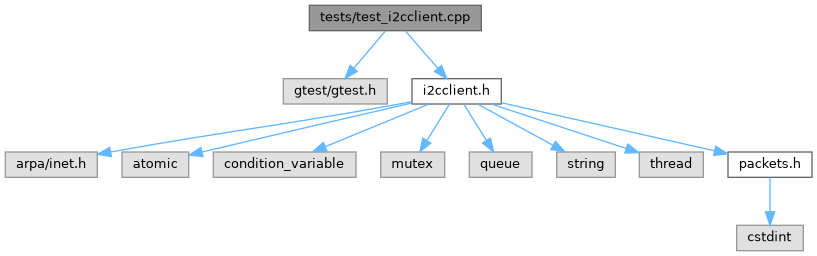 tests/test_i2cclient.cpp
gtest/gtest.h
i2cclient.h
arpa/inet.h
atomic
condition_variable
mutex
queue
string
thread
packets.h
cstdint